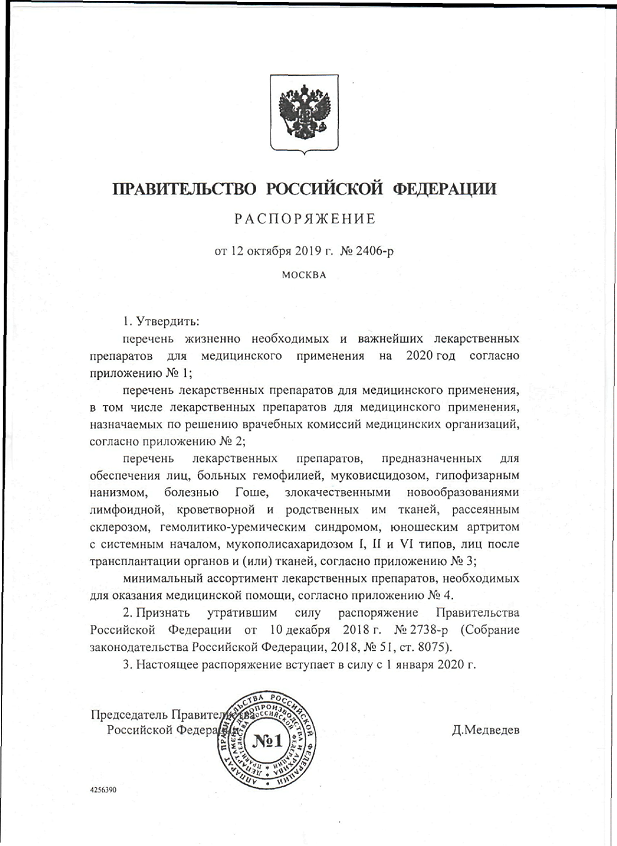 ПРАВИТЕЛЬСТВО РОССИЙСКОЙ ФЕДЕРАЦИИ
РАСПОРЯЖЕНИЕ
от 12 октября 2019 г. № 2406-р
МОСКВА
1. Утвердить:
перечень жизненно необходимых и важнейших лекарственных
препаратов для медицинского применения на 2020 год согласно
приложению № 1;
перечень лекарственных препаратов для медицинского применения,
в том числе лекарственных препаратов для медицинского применения,
назначаемых по решению врачебных комиссий медицинских организаций,
согласно приложению № 2;
перечень лекарственных препаратов, предназначенных для
обеспечения лиц, больных гемофилией, муковисцидозом, гипофизарным
нанизмом, болезнью Гоше, злокачественными новообразованиями
лимфоидной, кроветворной и родственных им тканей, рассеянным
склерозом, гемолитико-уремическим синдромом, юношеским артритом
с системным началом, мукополисахаридозом I, II и VI типов, лиц после
трансплантации органов и (или) тканей, согласно приложению № 3;
минимальный ассортимент лекарственных препаратов, необходимых
для оказания медицинской помощи, согласно приложению № 4.
2. Признать утратившим силу распоряжение Правительства
Российской Федерации от 10 декабря 2018 г. № 2738-р (Собрание
законодательства Российской Федерации, 2018, № 51, ст. 8075).
3. Настоящее распоряжение вступает в силу с 1 января 2020 г.
Председатель Правительства
Российской Федерации
Д.Медведев
АППАРАТ ПРАВИТЕЛЬСТВА РОССИЙСКОЙ ФЕДЕРАЦИИ
ДЕПАРТАМЕНТ ДЕЛОПРОИЗВОДСТВА И АРХИВА
ПРАВИТЕЛЬСТВА РОССИЙСКОЙ ФЕДЕРАЦИИ
№1
4256390